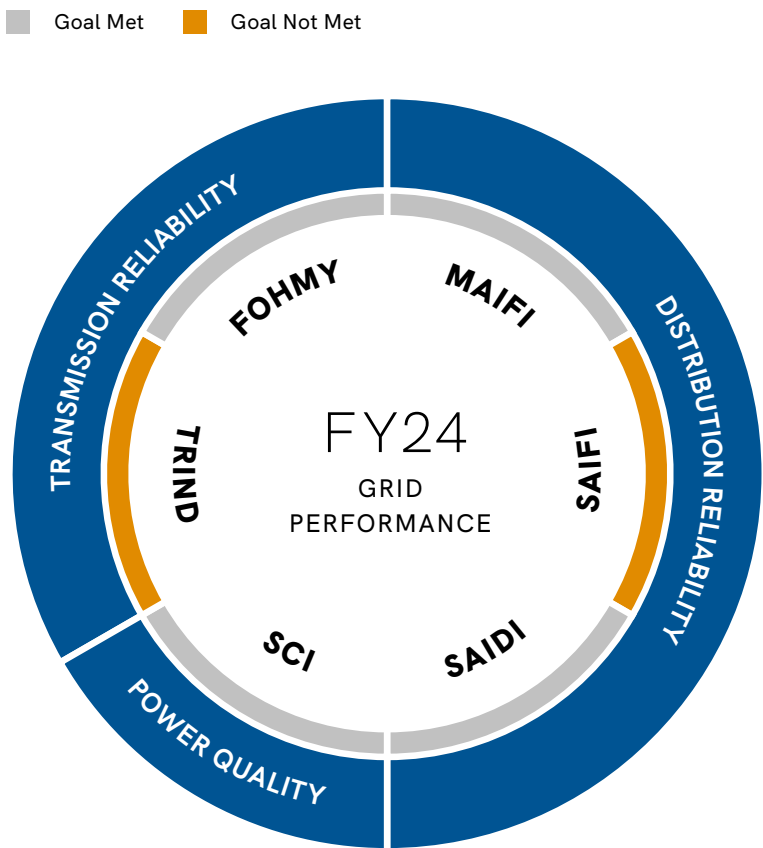 Goal Met
Goal Not Met
TRANSMISSION RELIABILITY
DISTRIBUTION RELIABILITY
POWER QUALITY
FOHMY
MAIFI
TRIND
SAIFI
SCI
SAIDI
FY24
GRID
PERFORMANCE